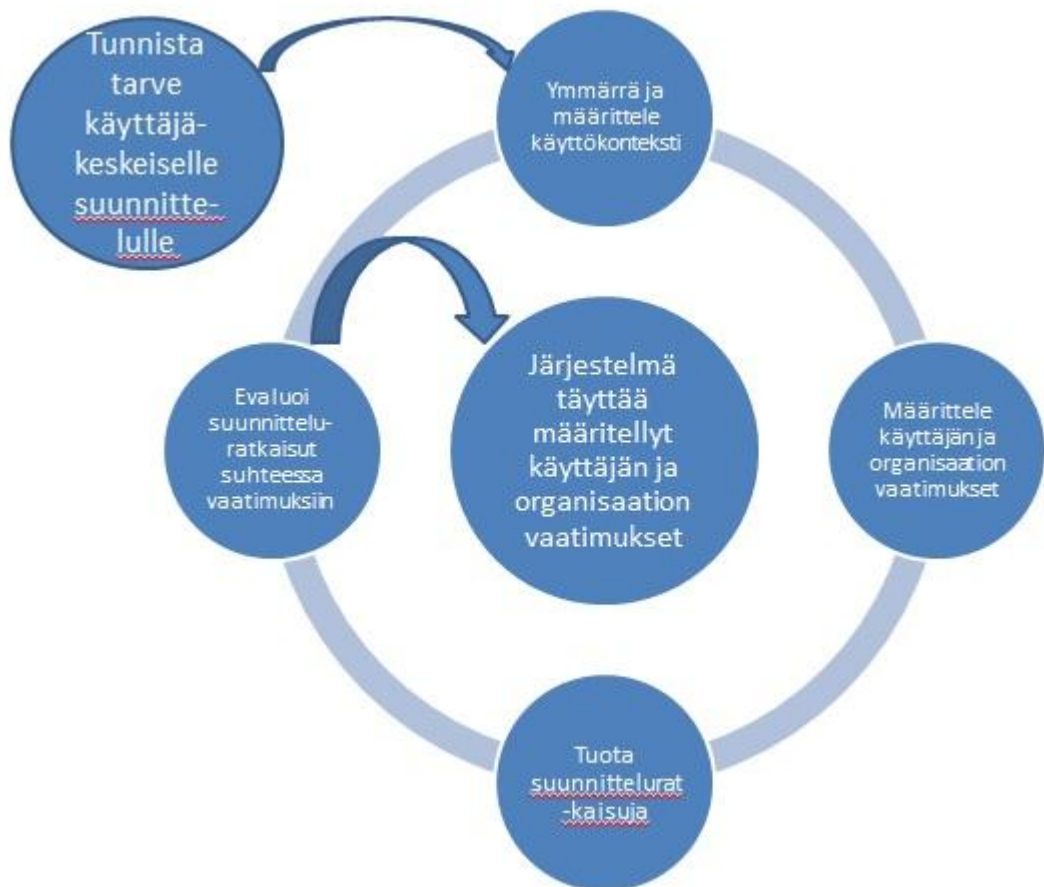 Tunnista
tarve
käyttäjä-
keskeiselle
suunnitte-
lulle
Ymmärrä ja
määrittele
käyttökonteksti
Määrittele
käyttäjän ja
organisaation
vaatimukset
Tuota
suunnittelurat
-kaisuja
Evaluoi
suunnittelu-
ratkaisut
suhteessa
vaatimuksiin
Järjestelmä
täyttää
määritellyt
käyttäjän ja
organisaation
vaatimukset